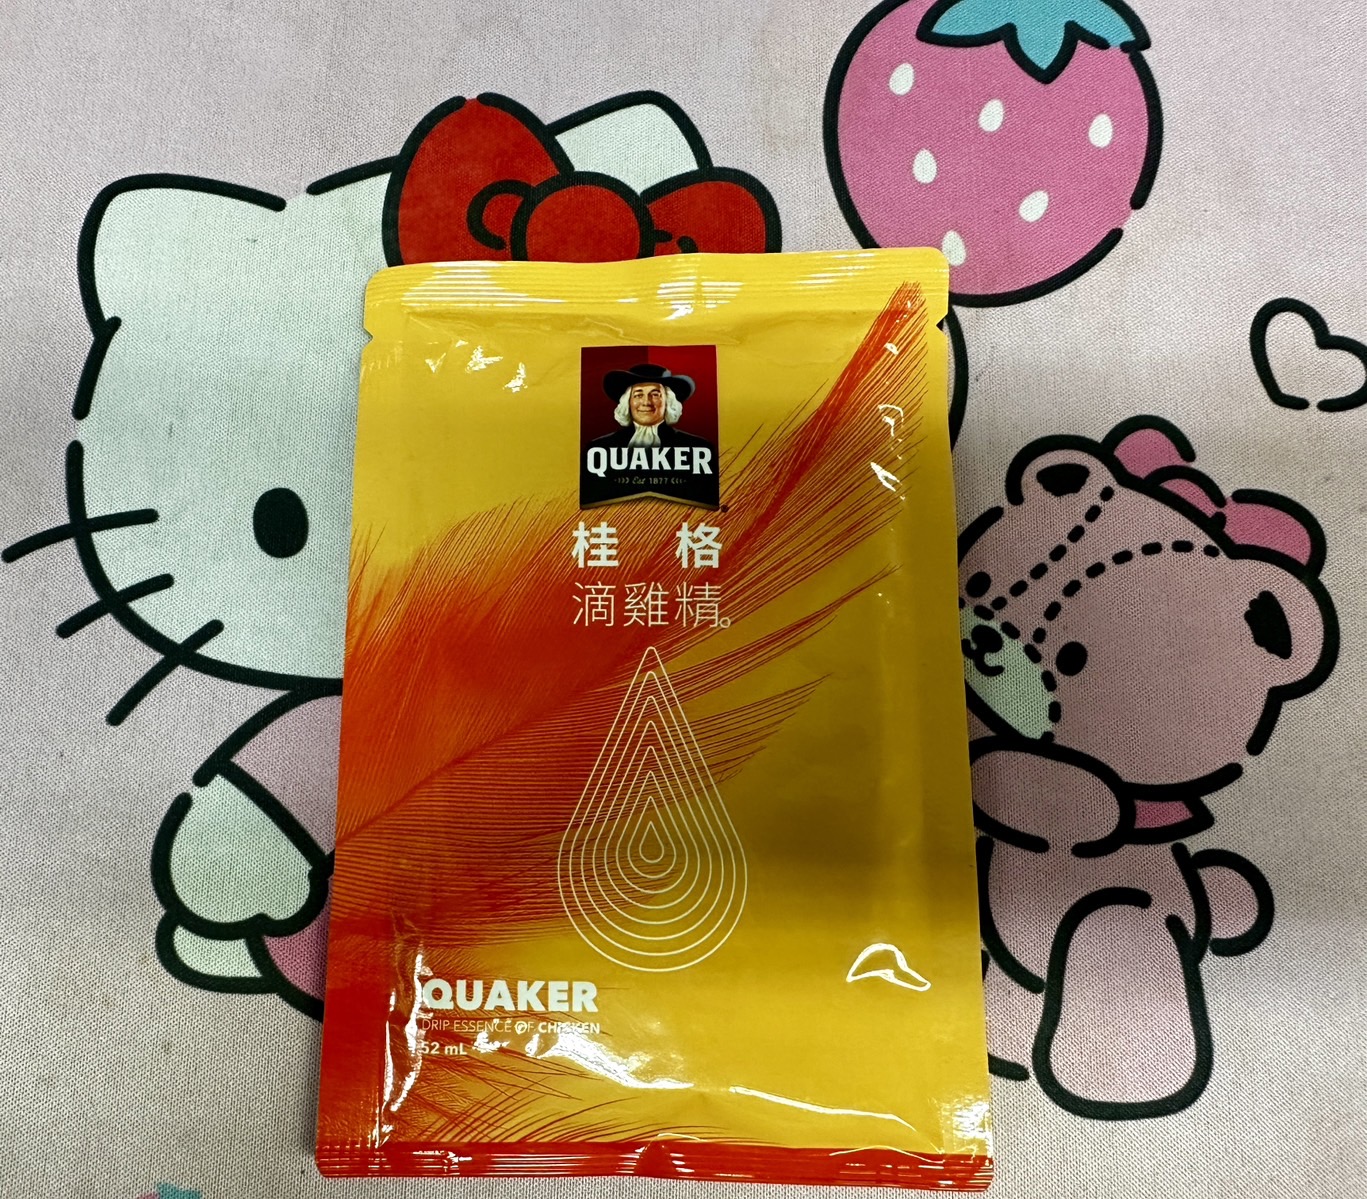 QUAKER
Est 1877
桂格
滴雞精
QUAKER
DRIP ESSENCE OF CHICKEN
52 mL